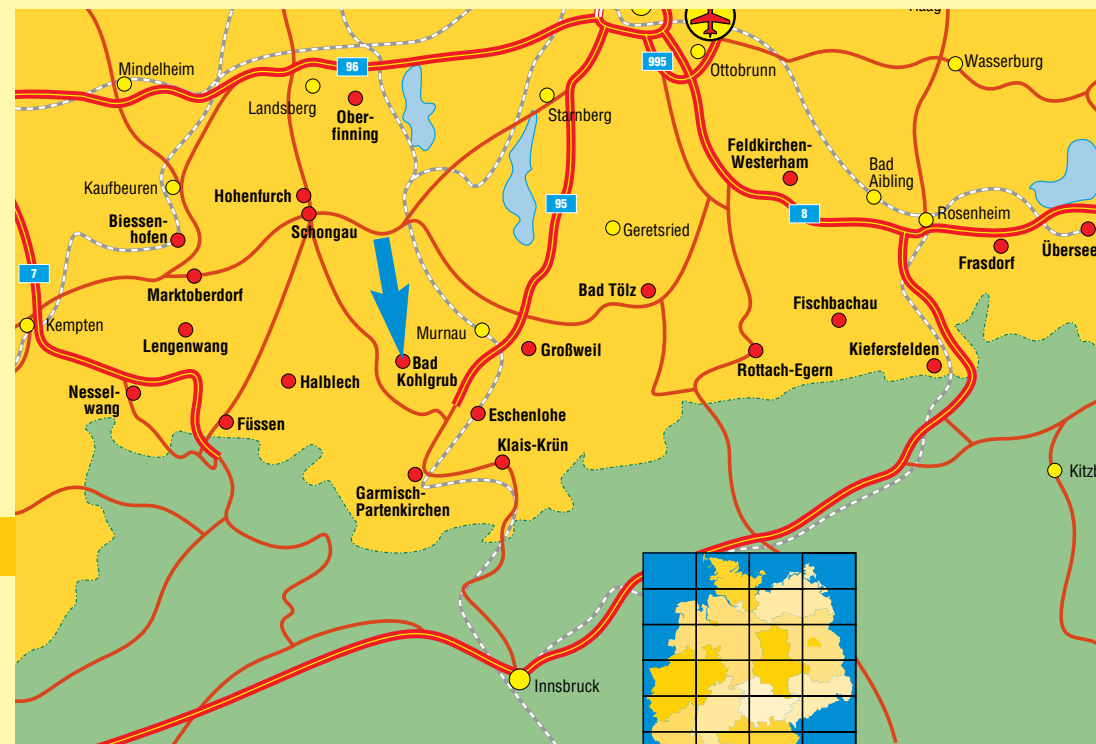 Haag
995
Ottobrunn
Wasserburg
Mindelheim
96
Landsberg
Ober-
finning
Starnberg
Feldkirchen-
Westerham
Bad
Aibling
Kaufbeuren
Hohenfurch
Biessen-
hofen
Schongau
95
Geretsried
8
Rosenheim
Frasdorf
Übersee
7
Marktoberdorf
Bad Tölz
Fischbachau
Kempten
Lengenwang
Murnau
Großweil
Kiefersfelden
Bad
Kohlgrub
Rottach-Egern
Halblech
Nessel-
wang
Füssen
Eschenlohe
Klais-Krün
Garmisch-
Partenkirchen
Kitzb
Innsbruck